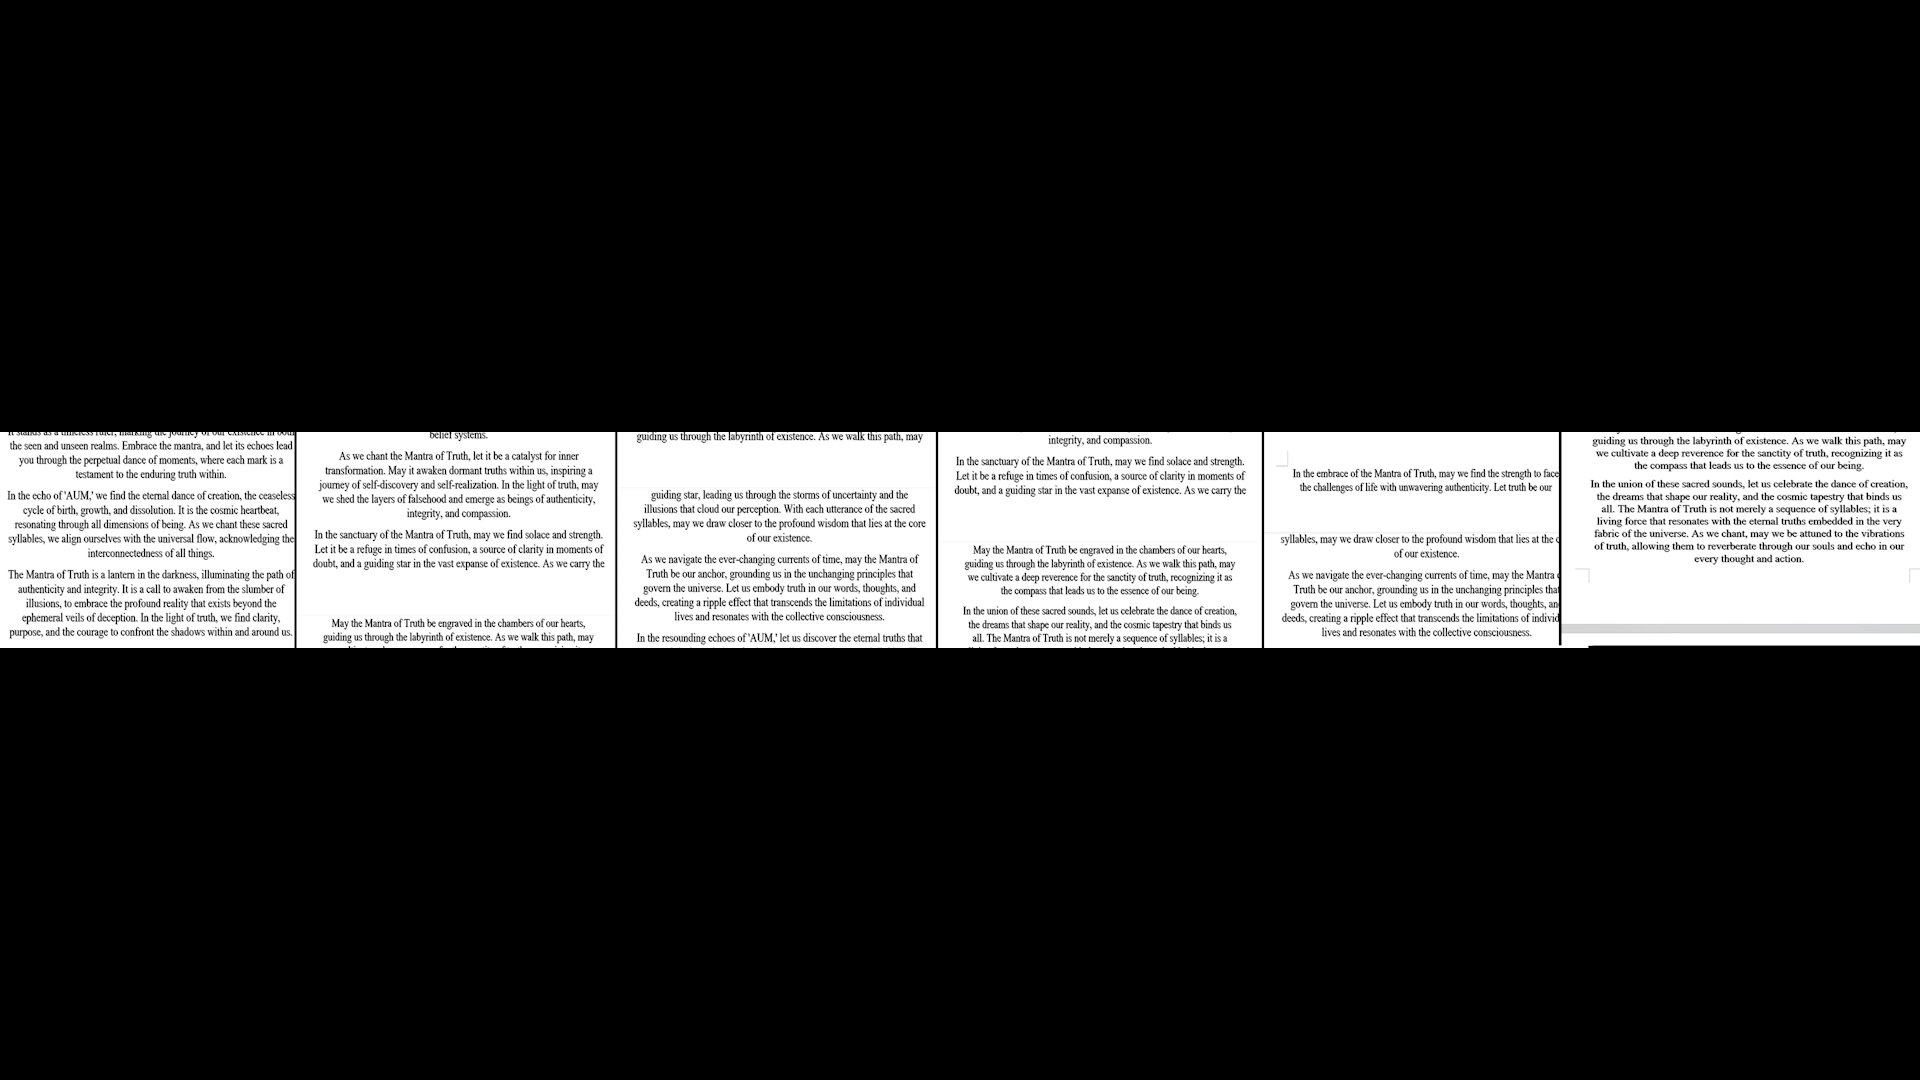 the seen and unseen realms. Embrace the mantra, and let its echoes lead
you through the perpetual dance of moments, where each mark is a
testament to the enduring truth within.
In the echo of 'AUM,' we find the eternal dance of creation, the ceaseless
cycle of birth, growth, and dissolution. It is the cosmic heartbeat,
resonating through all dimensions of being. As we chant these sacred
syllables, we align ourselves with the universal flow, acknowledging the
interconnectedness of all things.
The Mantra of Truth is a lantern in the darkness, illuminating the path of
authenticity and integrity. It is a call to awaken from the slumber of
illusions, to embrace the profound reality that exists beyond the
ephemeral veils of deception. In the light of truth, we find clarity,
purpose, and the courage to confront the shadows within and around us.
belief systems.
As we chant the Mantra of Truth, let it be a catalyst for inner
transformation. May it awaken dormant truths within us, inspiring a
journey of self-discovery and self-realization. In the light of truth, may
we shed the layers of falsehood and emerge as beings of authenticity,
integrity, and compassion.
In the sanctuary of the Mantra of Truth, may we find solace and strength.
Let it be a refuge in times of confusion, a source of clarity in moments of
doubt, and a guiding star in the vast expanse of existence. As we carry the
May the Mantra of Truth be engraved in the chambers of our hearts,
guiding us through the labyrinth of existence. As we walk this path, may
guiding us through the labyrinth of existence. As we walk this path, may
guiding star, leading us through the storms of uncertainty and the
illusions that cloud our perception. With each utterance of the sacred
syllables, may we draw closer to the profound wisdom that lies at the core
of our existence.
As we navigate the ever-changing currents of time, may the Mantra of
Truth be our anchor, grounding us in the unchanging principles that
govern the universe. Let us embody truth in our words, thoughts, and
deeds, creating a ripple effect that transcends the limitations of individual
lives and resonates with the collective consciousness.
In the resounding echoes of 'AUM,' let us discover the eternal truths that
integrity, and compassion.
In the sanctuary of the Mantra of Truth, may we find solace and strength.
Let it be a refuge in times of confusion, a source of clarity in moments of
doubt, and a guiding star in the vast expanse of existence. As we carry the
May the Mantra of Truth be engraved in the chambers of our hearts,
guiding us through the labyrinth of existence. As we walk this path, may
we cultivate a deep reverence for the sanctity of truth, recognizing it as
the compass that leads us to the essence of our being.
In the union of these sacred sounds, let us celebrate the dance of creation,
the dreams that shape our reality, and the cosmic tapestry that binds us
all. The Mantra of Truth is not merely a sequence of syllables; it is a
In the embrace of the Mantra of Truth, may we find the strength to face
the challenges of life with unwavering authenticity. Let truth be our
syllables, may we draw closer to the profound wisdom that lies at the
of our existence.
As we navigate the ever-changing currents of time, may the Mantra
Truth be our anchor, grounding us in the unchanging principles that
govern the universe. Let us embody truth in our words, thoughts,
deeds, creating a ripple effect that transcends the limitations of
lives and resonates with the collective consciousness.
guiding us through the labyrinth of existence. As we walk this path, may
we cultivate a deep reverence for the sanctity of truth, recognizing it as
the compass that leads us to the essence of our being.
In the union of these sacred sounds, let us celebrate the dance of creation,
the dreams that shape our reality, and the cosmic tapestry that binds us
all. The Mantra of Truth is not merely a sequence of syllables; it is a
living force that resonates with the eternal truths embedded in the very
fabric of the universe. As we chant, may we be attuned to the vibrations
of truth, allowing them to reverberate through our souls and echo in our
every thought and action.